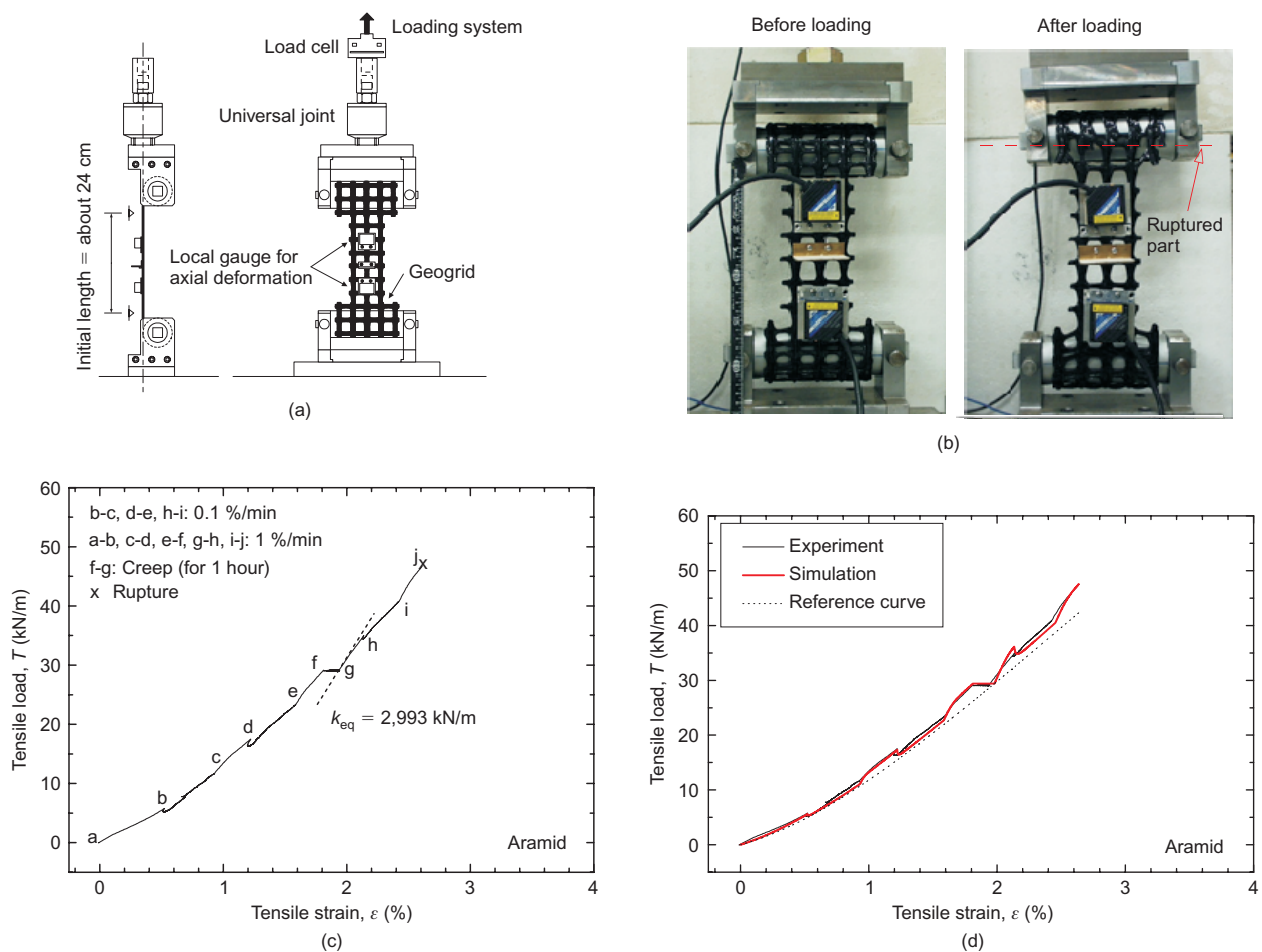 Loading system
Load cell
Universal joint
Initial length = about 24 cm
Local gauge for
axial deformation
Geogrid
(a)
Before loading
After loading
Ruptured
part
(b)
60
50
40
30
20
10
0
Tensile load, T (kN/m)
b-c, d-e, h-i: 0.1 %/min
a-b, c-d, e-f, g-h, i-j: 1 %/min
f-g: Creep (for 1 hour)
x Rupture
j x
i
h
g
f
e
d
c
b
a
k_eq = 2,993 kN/m
Aramid
0 1 2 3 4
Tensile strain, ε (%)
(c)
60
50
40
30
20
10
0
Tensile load, T (kN/m)
Experiment
Simulation
Reference curve
Aramid
0 1 2 3 4
Tensile strain, ε (%)
(d)